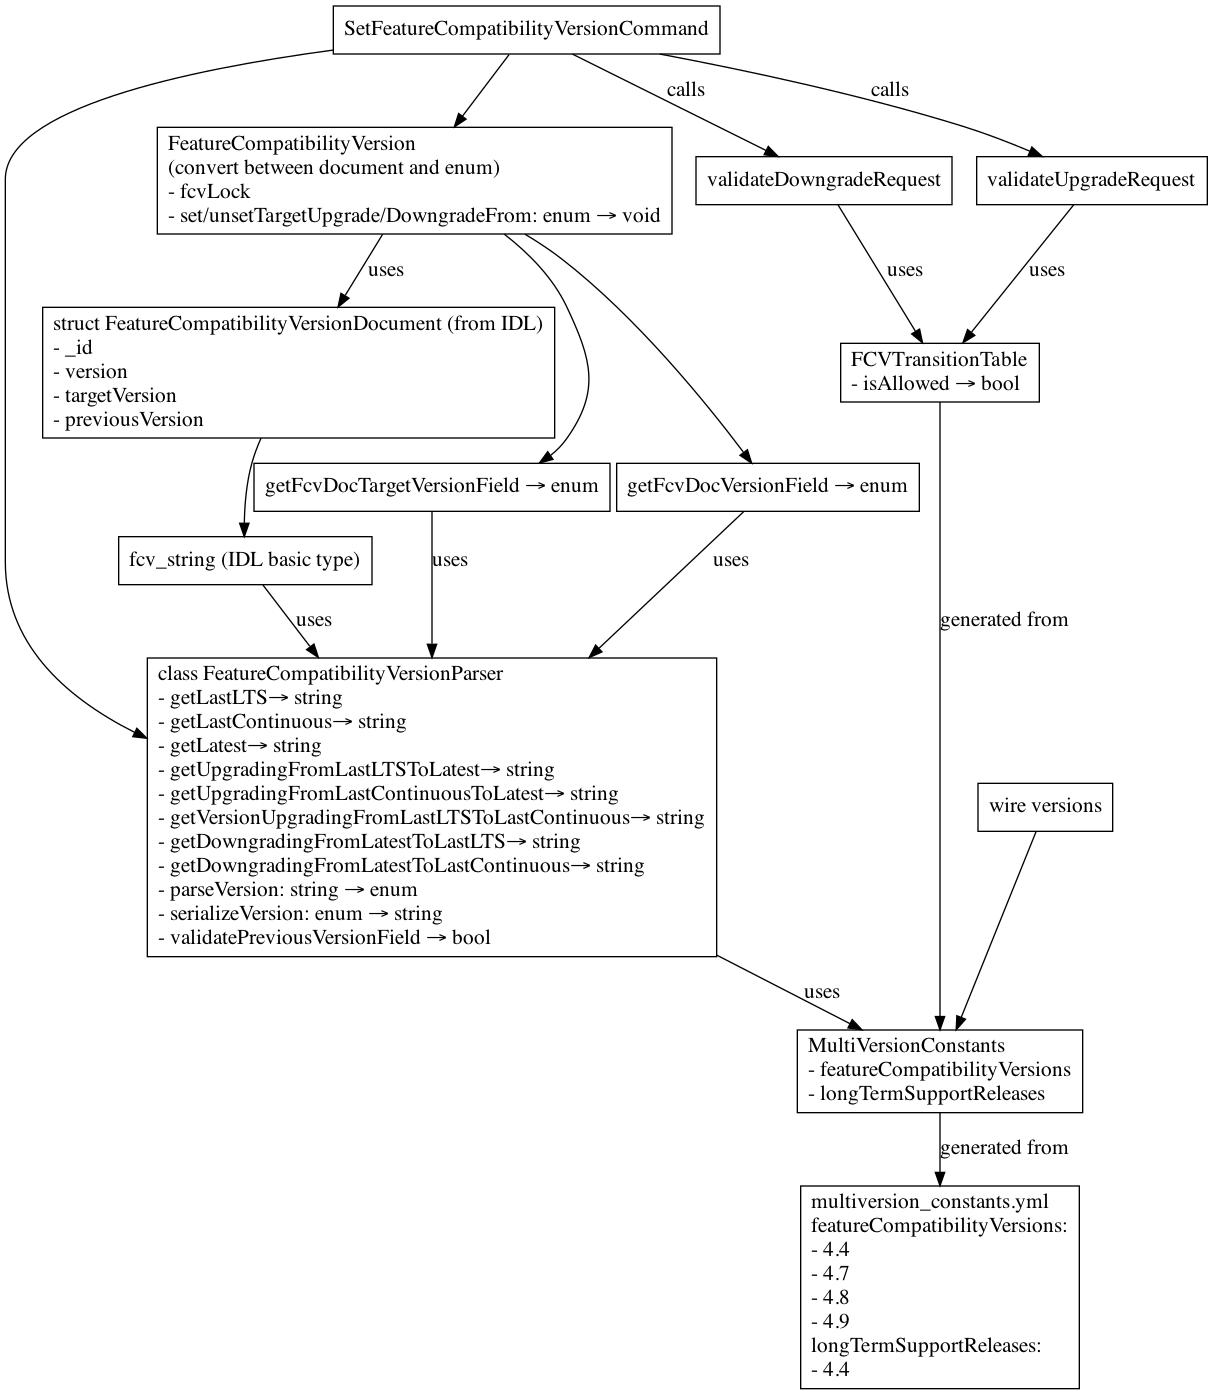 SetFeatureCompatibilityVersionCommand
calls
calls
FeatureCompatibilityVersion
(convert between document and enum)
- fcvLock
- set/unsetTargetUpgrade/DowngradeFrom: enum → void
validateDowngradeRequest
validateUpgradeRequest
uses
uses
uses
struct FeatureCompatibilityVersionDocument (from IDL)
- _id
- version
- targetVersion
- previousVersion
FCVTransitionTable
- isAllowed → bool
getFcvDocTargetVersionField → enum
getFcvDocVersionField → enum
fcv_string (IDL basic type)
uses
uses
uses
generated from
class FeatureCompatibilityVersionParser
- getLastLTS→ string
- getLastContinuous→ string
- getLatest→ string
- getUpgradingFromLastLTSToLatest→ string
- getUpgradingFromLastContinuousToLatest→ string
- getVersionUpgradingFromLastLTSToLastContinuous→ string
- getDowngradingFromLatestToLastLTS→ string
- getDowngradingFromLatestToLastContinuous→ string
- parseVersion: string → enum
- serializeVersion: enum → string
- validatePreviousVersionField → bool
wire versions
uses
MultiVersionConstants
- featureCompatibilityVersions
- longTermSupportReleases
generated from
multiversion_constants.yml
featureCompatibilityVersions:
- 4.4
- 4.7
- 4.8
- 4.9
longTermSupportReleases:
- 4.4